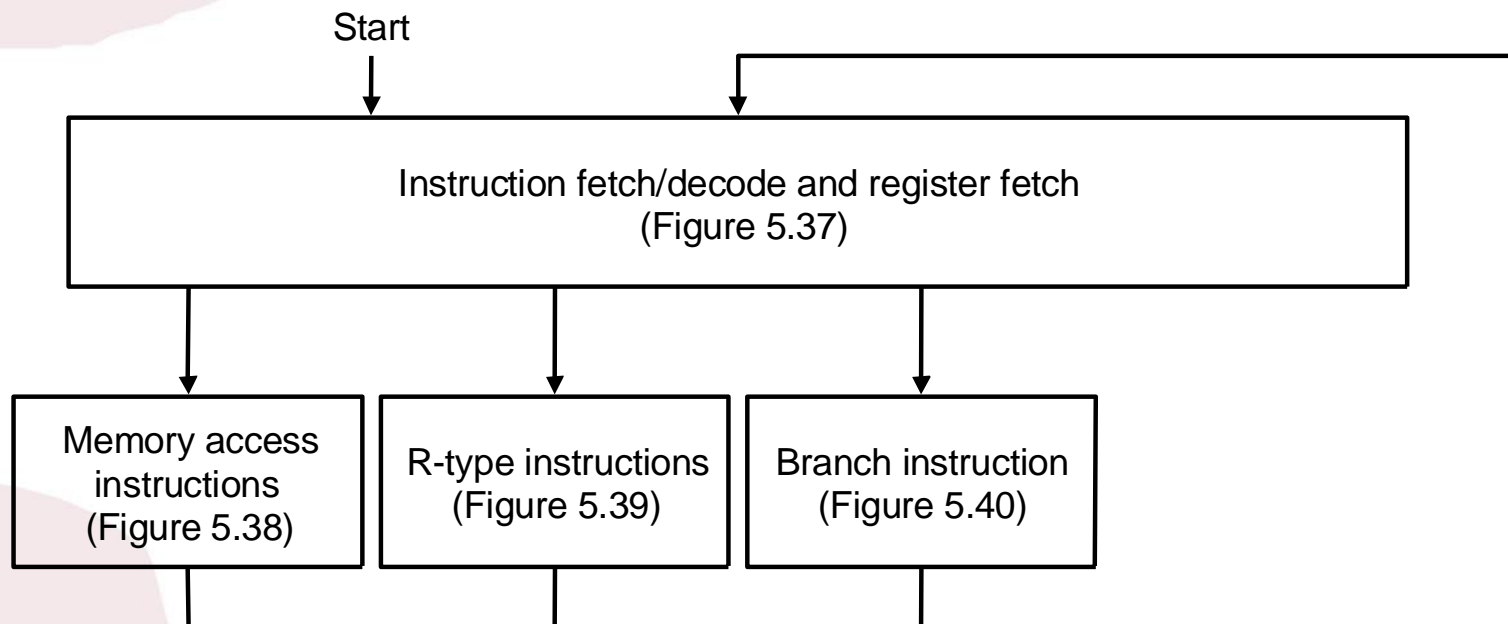 Start
Instruction fetch/decode and register fetch
(Figure 5.37)
Memory access
instructions
(Figure 5.38)
R-type instructions
(Figure 5.39)
Branch instruction
(Figure 5.40)